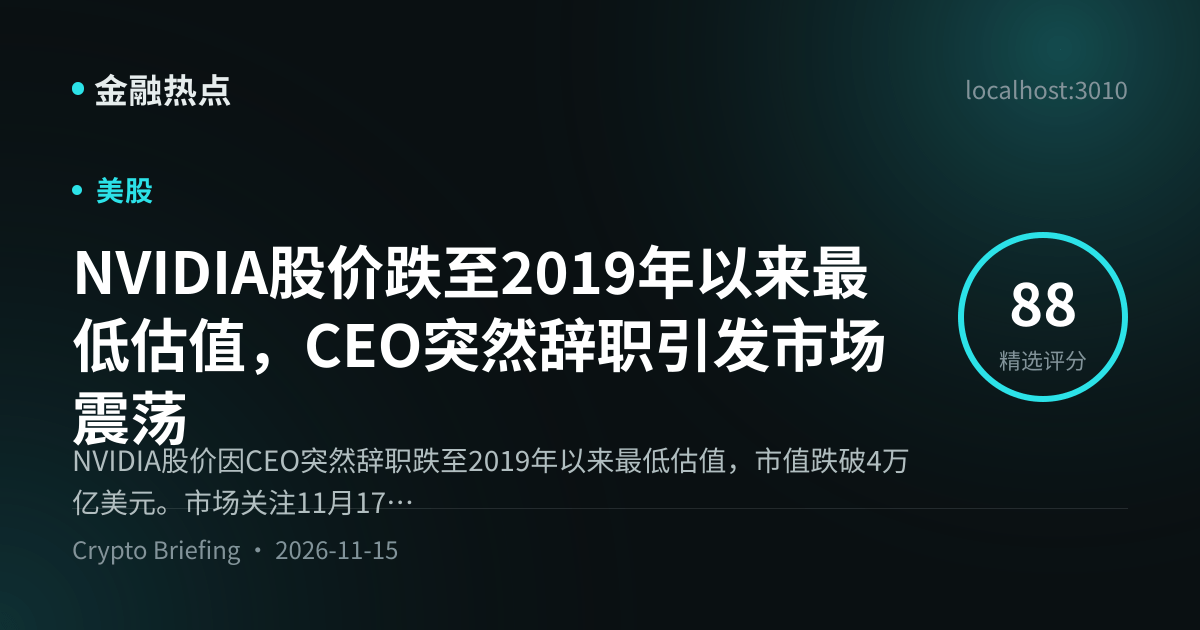 金融热点
localhost:3010
美股
NVIDIA股价跌至2019年以来最
低估值，CEO突然辞职引发市场
震荡
88
精选评分
NVIDIA股价因CEO突然辞职跌至2019年以来最低估值，市值跌破4万
亿美元。市场关注11月17…
Crypto Briefing · 2026-11-15